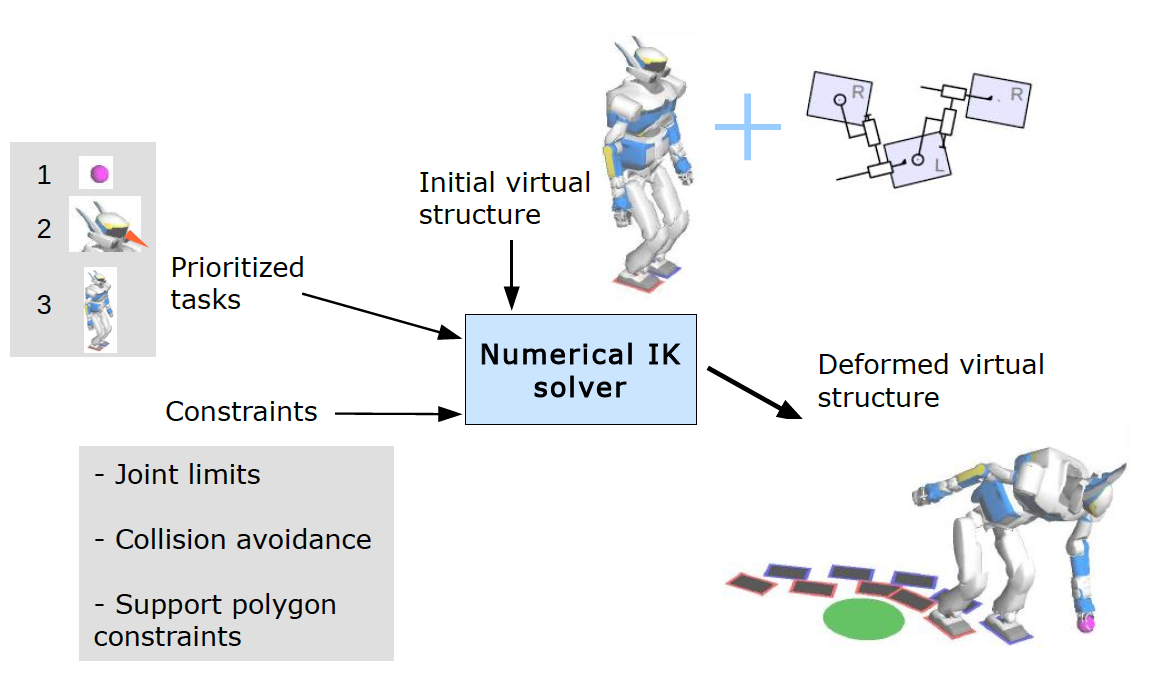 R
R
L
Initial virtual
structure
1
2
3
Prioritized
tasks
Numerical IK
solver
Deformed virtual
structure
Constraints
- Joint limits
- Collision avoidance
- Support polygon
constraints